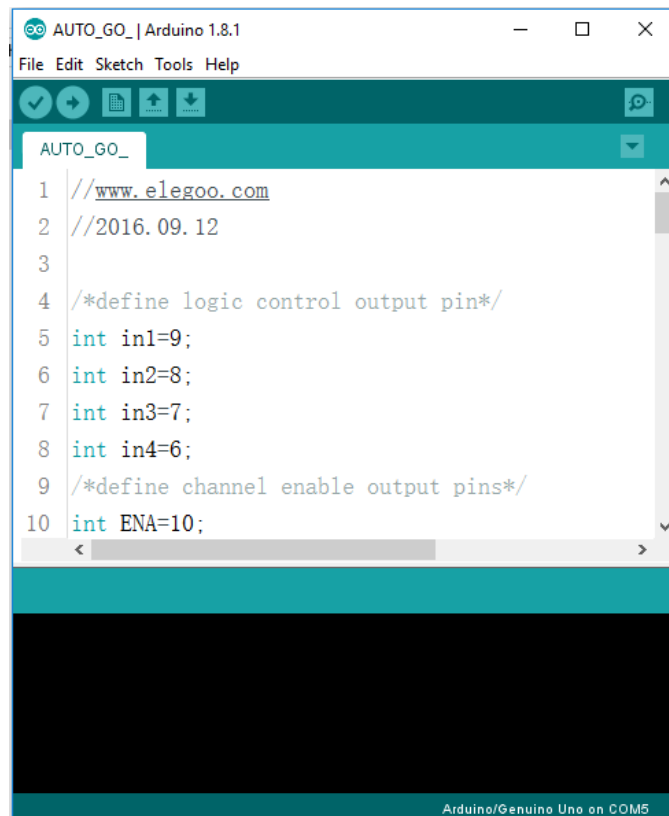 AUTO_GO_ | Arduino 1.8.1
File Edit Sketch Tools Help
AUTO_GO_
1 //www.elegoo.com
2 //2016.09.12
3
4 /*define logic control output pin*/
5 int in1=9;
6 int in2=8;
7 int in3=7;
8 int in4=6;
9 /*define channel enable output pins*/
10 int ENA=10;
Arduino/Genuino Uno on COM5